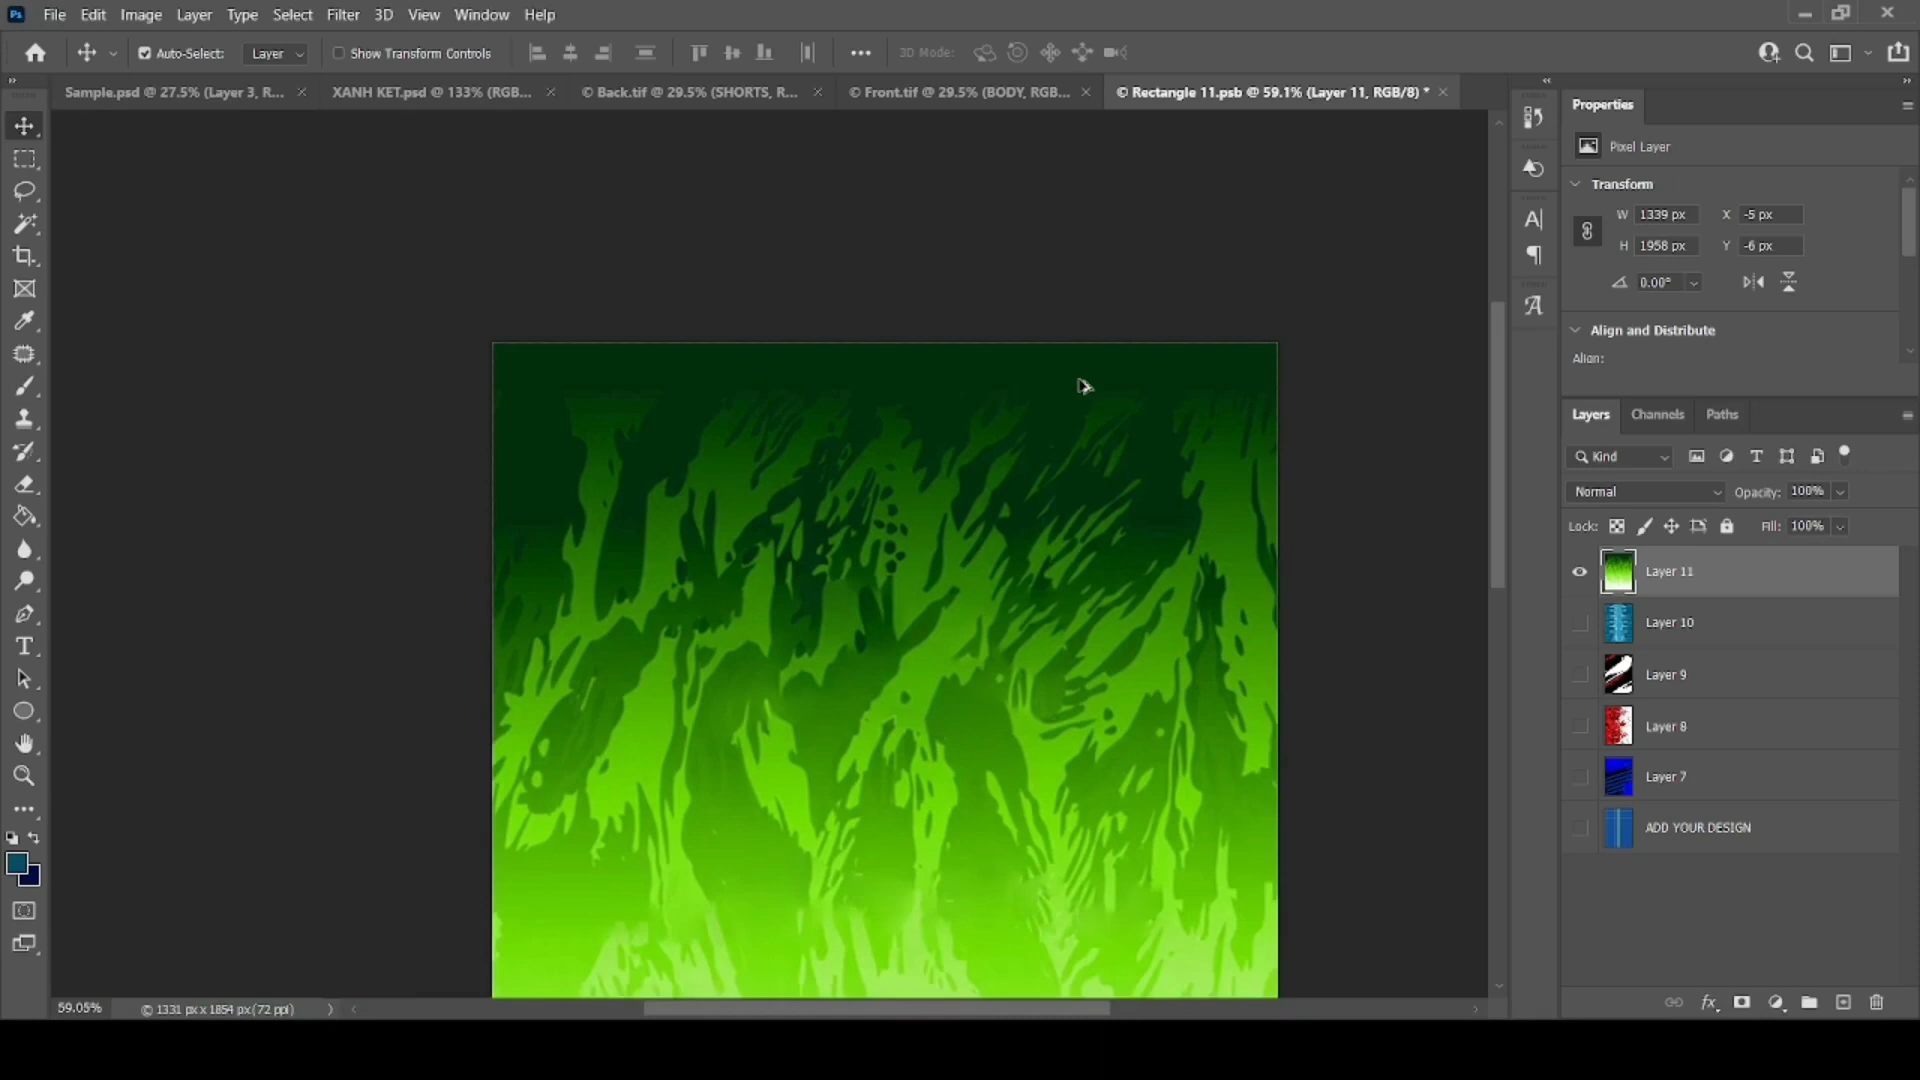 Ps File Edit Image Layer Type Select Filter 3D View Window Help
Auto-Select: Layer Show Transform Controls 3D Mode:
Sample.psd @ 27.5% (Layer 3, R... XANH KET.psd @ 133% (RGB... © Back.tif @ 29.5% (SHORTS, R... © Front.tif @ 29.5% (BODY, RGB... © Rectangle 11.psb @ 59.1% (Layer 11, RGB/8) *
Properties
Pixel Layer
Transform
W 1339 px X -5 px
H 1958 px Y -6 px
0.00°
Align and Distribute
Align:
Layers Channels Paths
Kind
Normal Opacity: 100%
Lock: Fill: 100%
Layer 11
Layer 10
Layer 9
Layer 8
Layer 7
ADD YOUR DESIGN
59.05% © 1331 px x 1854 px (72 ppi)